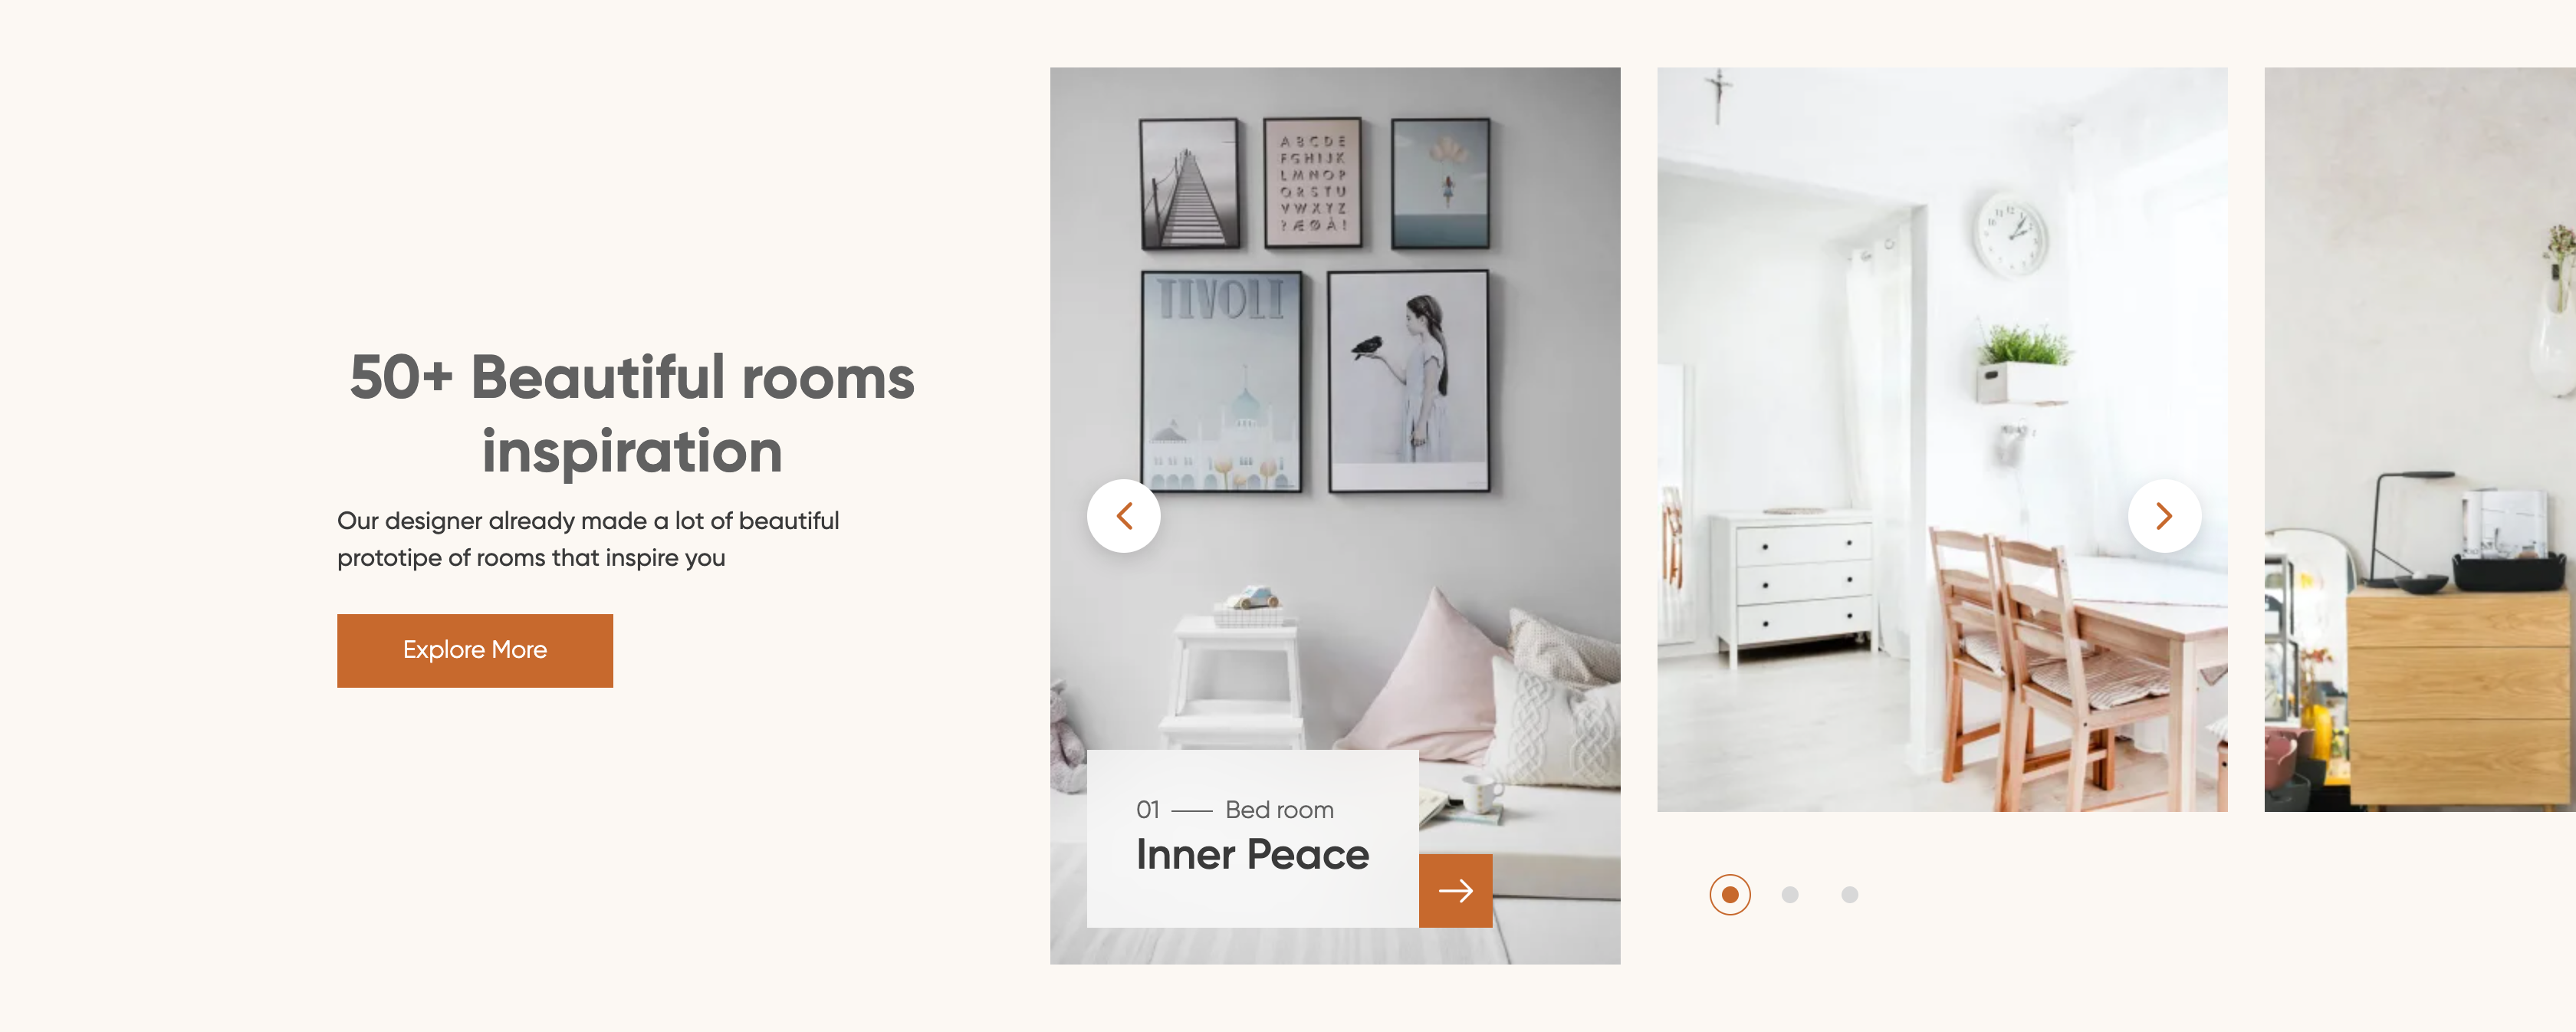 50+ Beautiful rooms
inspiration
Our designer already made a lot of beautiful
prototipe of rooms that inspire you
Explore More
A B C D E
F G H I J K
L M N O P
Q R S T U
V W X Y Z
? Æ Ø Å !
TIVOLI
01 — Bed room
Inner Peace